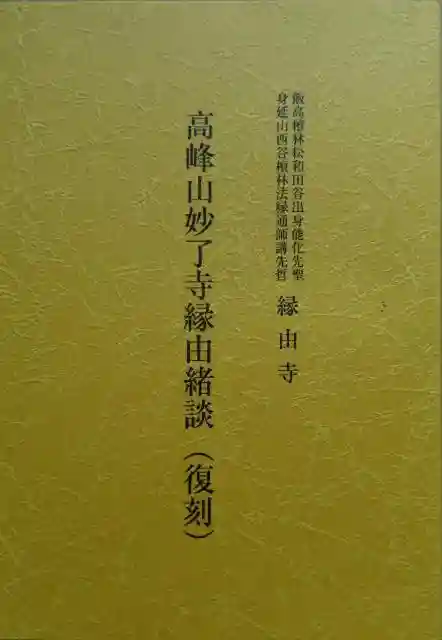 飯高檀林松和田谷出身能化先聖
身延山西谷檀林法縁通師講先哲
縁由寺
高峰山妙了寺縁由緒談（復刻）